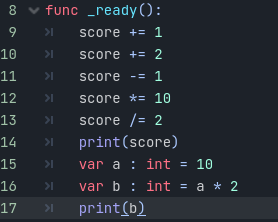 8 func _ready():
9 score += 1
10 score += 2
11 score -= 1
12 score *= 10
13 score /= 2
14 print(score)
15 var a : int = 10
16 var b : int = a * 2
17 print(b)